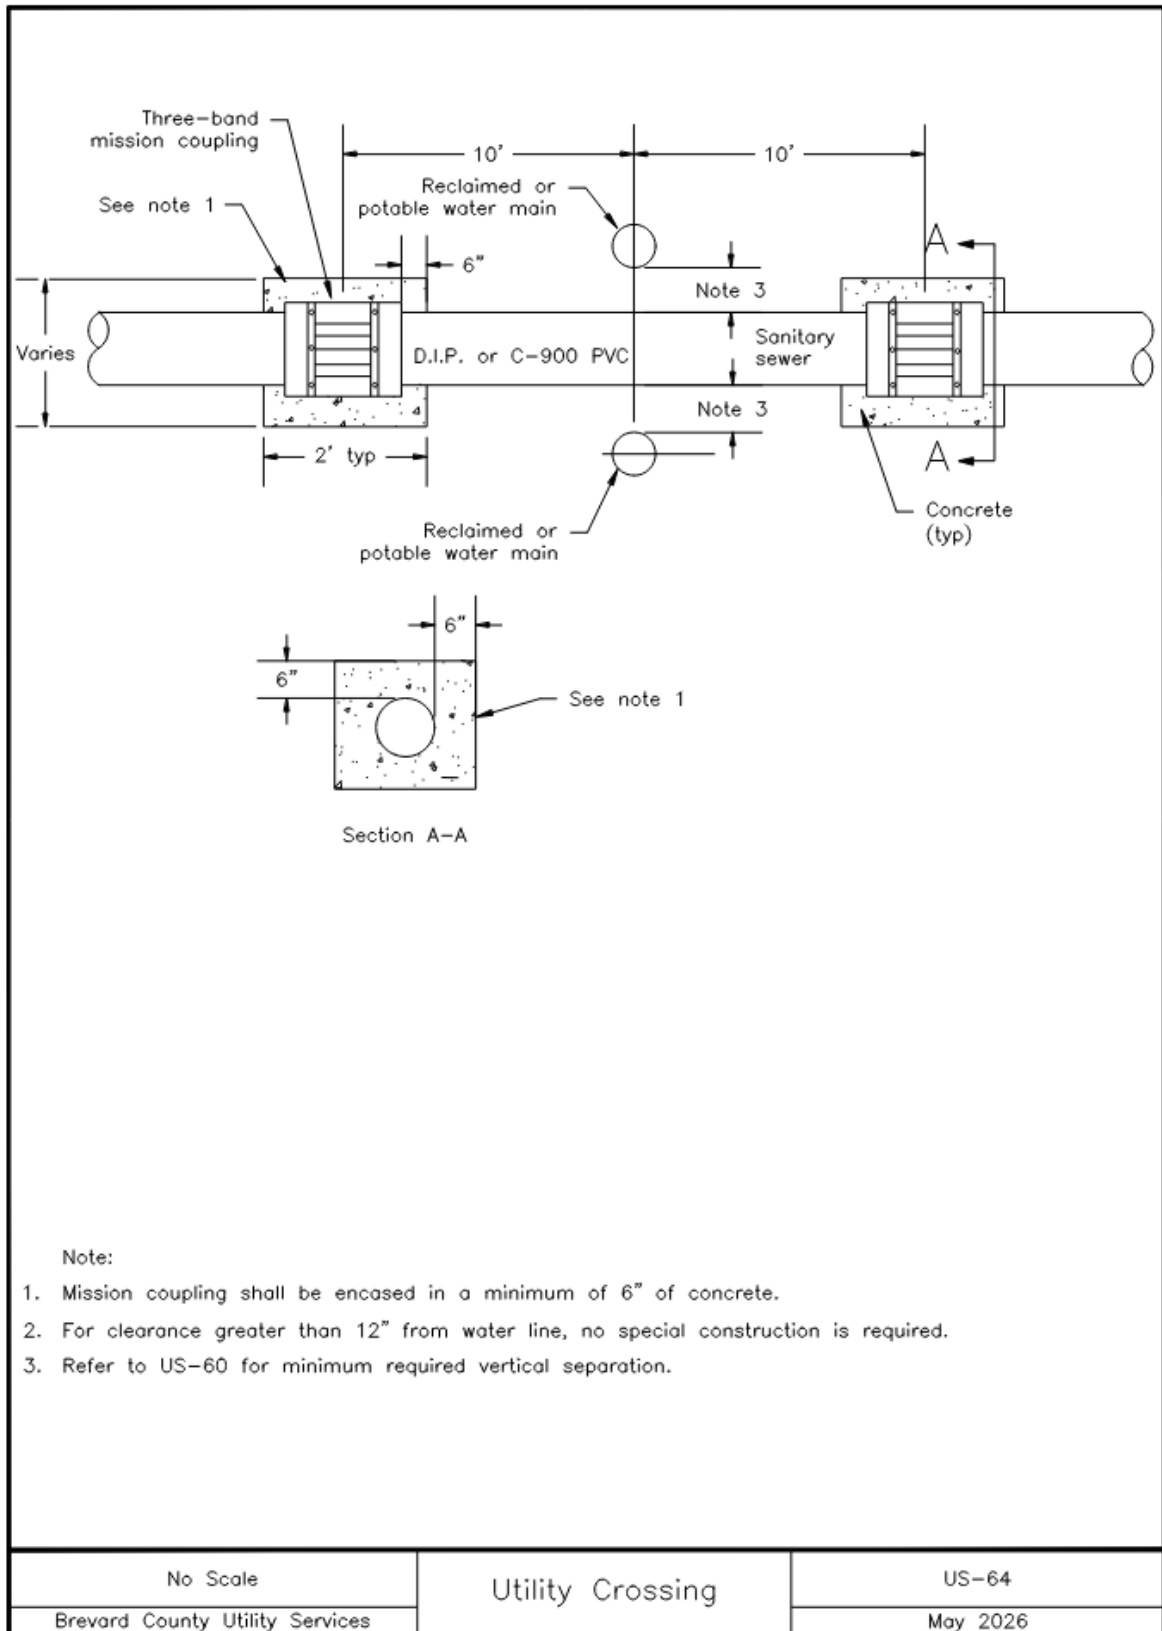 Three-band
mission coupling
10'
10'
Reclaimed or
potable water main
See note 1
A
6"
Note 3
Varies
D.I.P. or C-900 PVC
Sanitary
sewer
Note 3
2' typ
A
Concrete
(typ)
Reclaimed or
potable water main
6"
6"
See note 1
Section A-A
Note:
1. Mission coupling shall be encased in a minimum of 6" of concrete.
2. For clearance greater than 12" from water line, no special construction is required.
3. Refer to US-60 for minimum required vertical separation.
No Scale
Utility Crossing
US-64
Brevard County Utility Services
May 2026